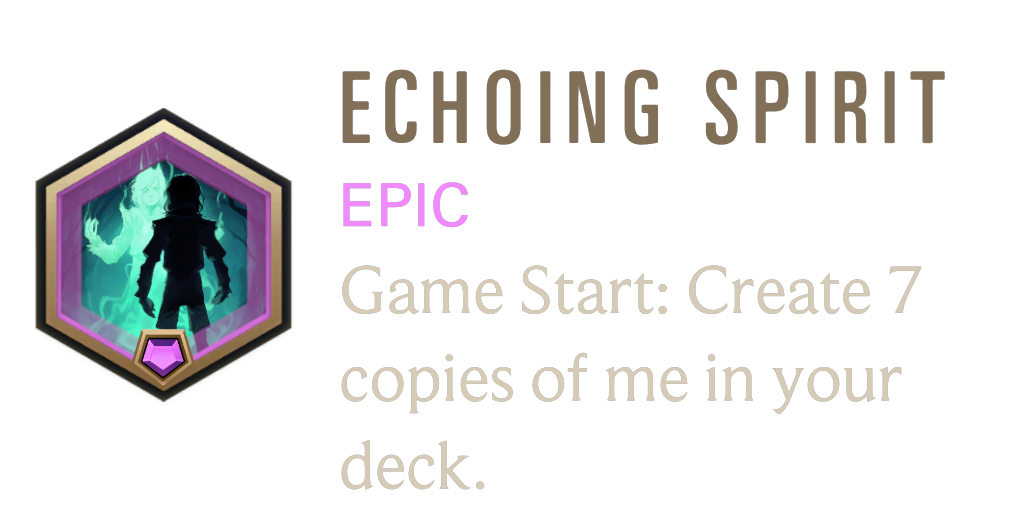 ECHOING SPIRIT
EPIC
Game Start: Create 7
copies of me in your
deck.